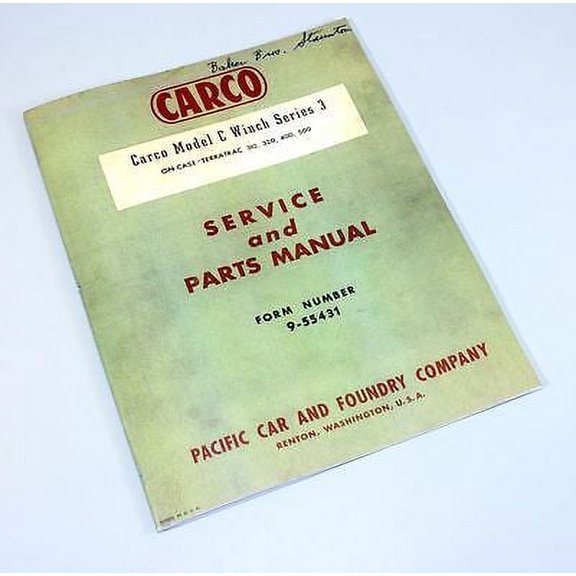 Baker Bros. Staunton
CARCO
Carco Model C Winch Series 3
ON CASE-TERRATRAC 310, 320, 400, 500
SERVICE
and
PARTS MANUAL
FORM NUMBER
9-55431
PACIFIC CAR AND FOUNDRY COMPANY
RENTON, WASHINGTON, U.S.A.